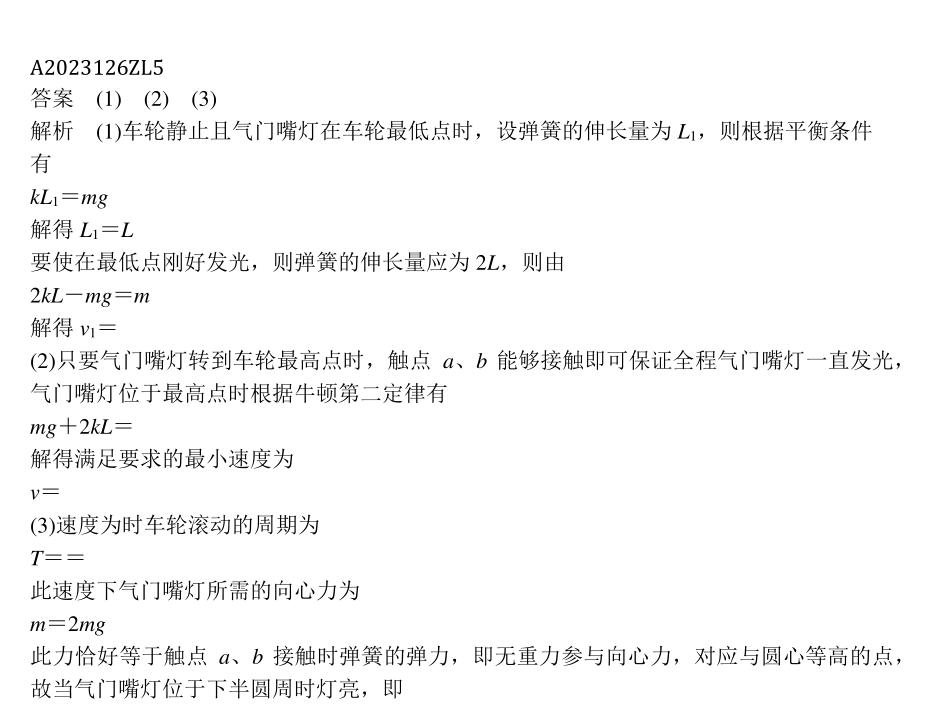 A2023126ZL5
答案　(1)　(2)　(3)
解析　(1)车轮静止且气门嘴灯在车轮最低点时，设弹簧的伸长量为 L₁，则根据平衡条件
有
kL₁＝mg
解得 L₁＝L
要使在最低点刚好发光，则弹簧的伸长量应为 2L，则由
2kL－mg＝m
解得 v₁＝
(2)只要气门嘴灯转到车轮最高点时，触点 a、b 能够接触即可保证全程气门嘴灯一直发光，
气门嘴灯位于最高点时根据牛顿第二定律有
mg＋2kL＝
解得满足要求的最小速度为
v＝
(3)速度为时车轮滚动的周期为
T＝＝
此速度下气门嘴灯所需的向心力为
m＝2mg
此力恰好等于触点 a、b 接触时弹簧的弹力，即无重力参与向心力，对应与圆心等高的点，
故当气门嘴灯位于下半圆周时灯亮，即